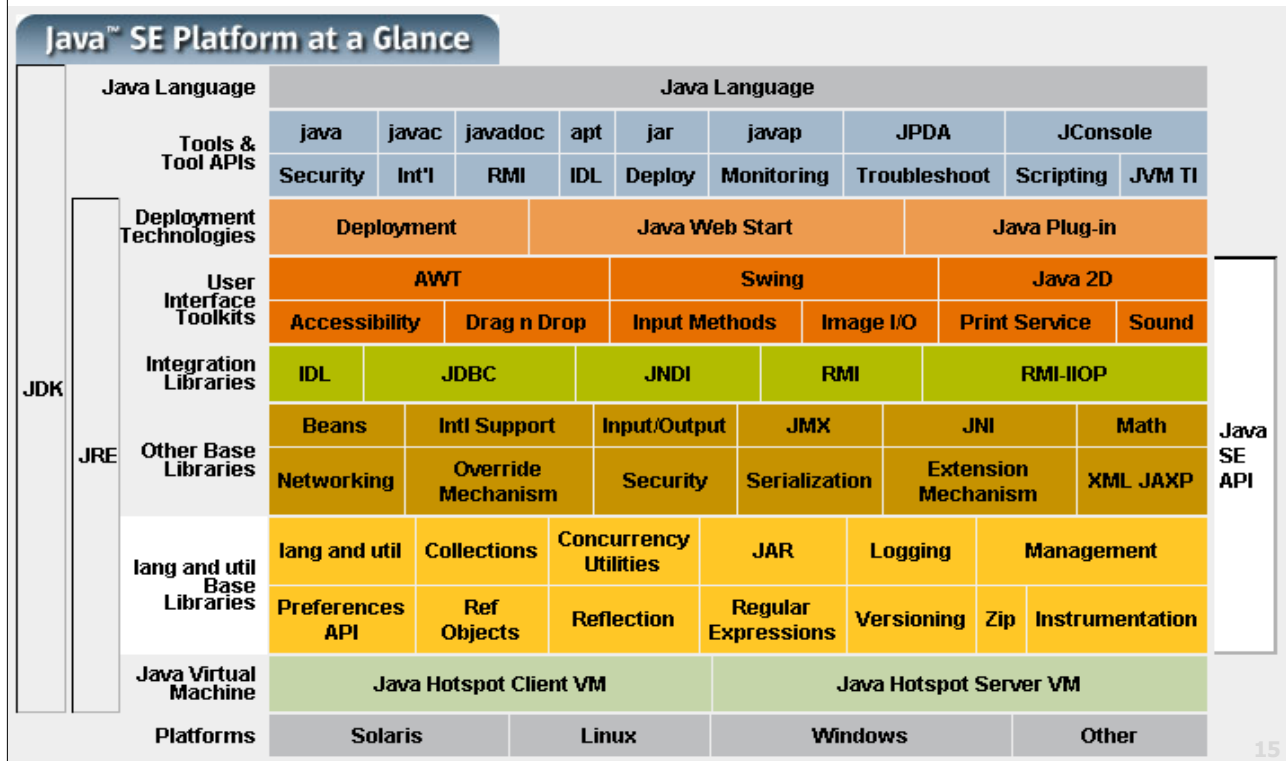 Java™ SE Platform at a Glance
Java Language
Java Language
Tools &
Tool APIs
java javac javadoc apt jar javap JPDA JConsole
Security Int'l RMI IDL Deploy Monitoring Troubleshoot Scripting JVM TI
Deployment
Technologies
Deployment Java Web Start Java Plug-in
User
Interface
Toolkits
AWT Swing Java 2D
Accessibility Drag n Drop Input Methods Image I/O Print Service Sound
Integration
Libraries
IDL JDBC JNDI RMI RMI-IIOP
JDK
JRE
Other Base
Libraries
Beans Intl Support Input/Output JMX JNI Math
Networking Override
Mechanism Security Serialization Extension
Mechanism XML JAXP
Java
SE
API
lang and util
Base
Libraries
lang and util Collections Concurrency
Utilities JAR Logging Management
Preferences
API Ref
Objects Reflection Regular
Expressions Versioning Zip Instrumentation
Java Virtual
Machine
Java Hotspot Client VM Java Hotspot Server VM
Platforms
Solaris Linux Windows Other
15